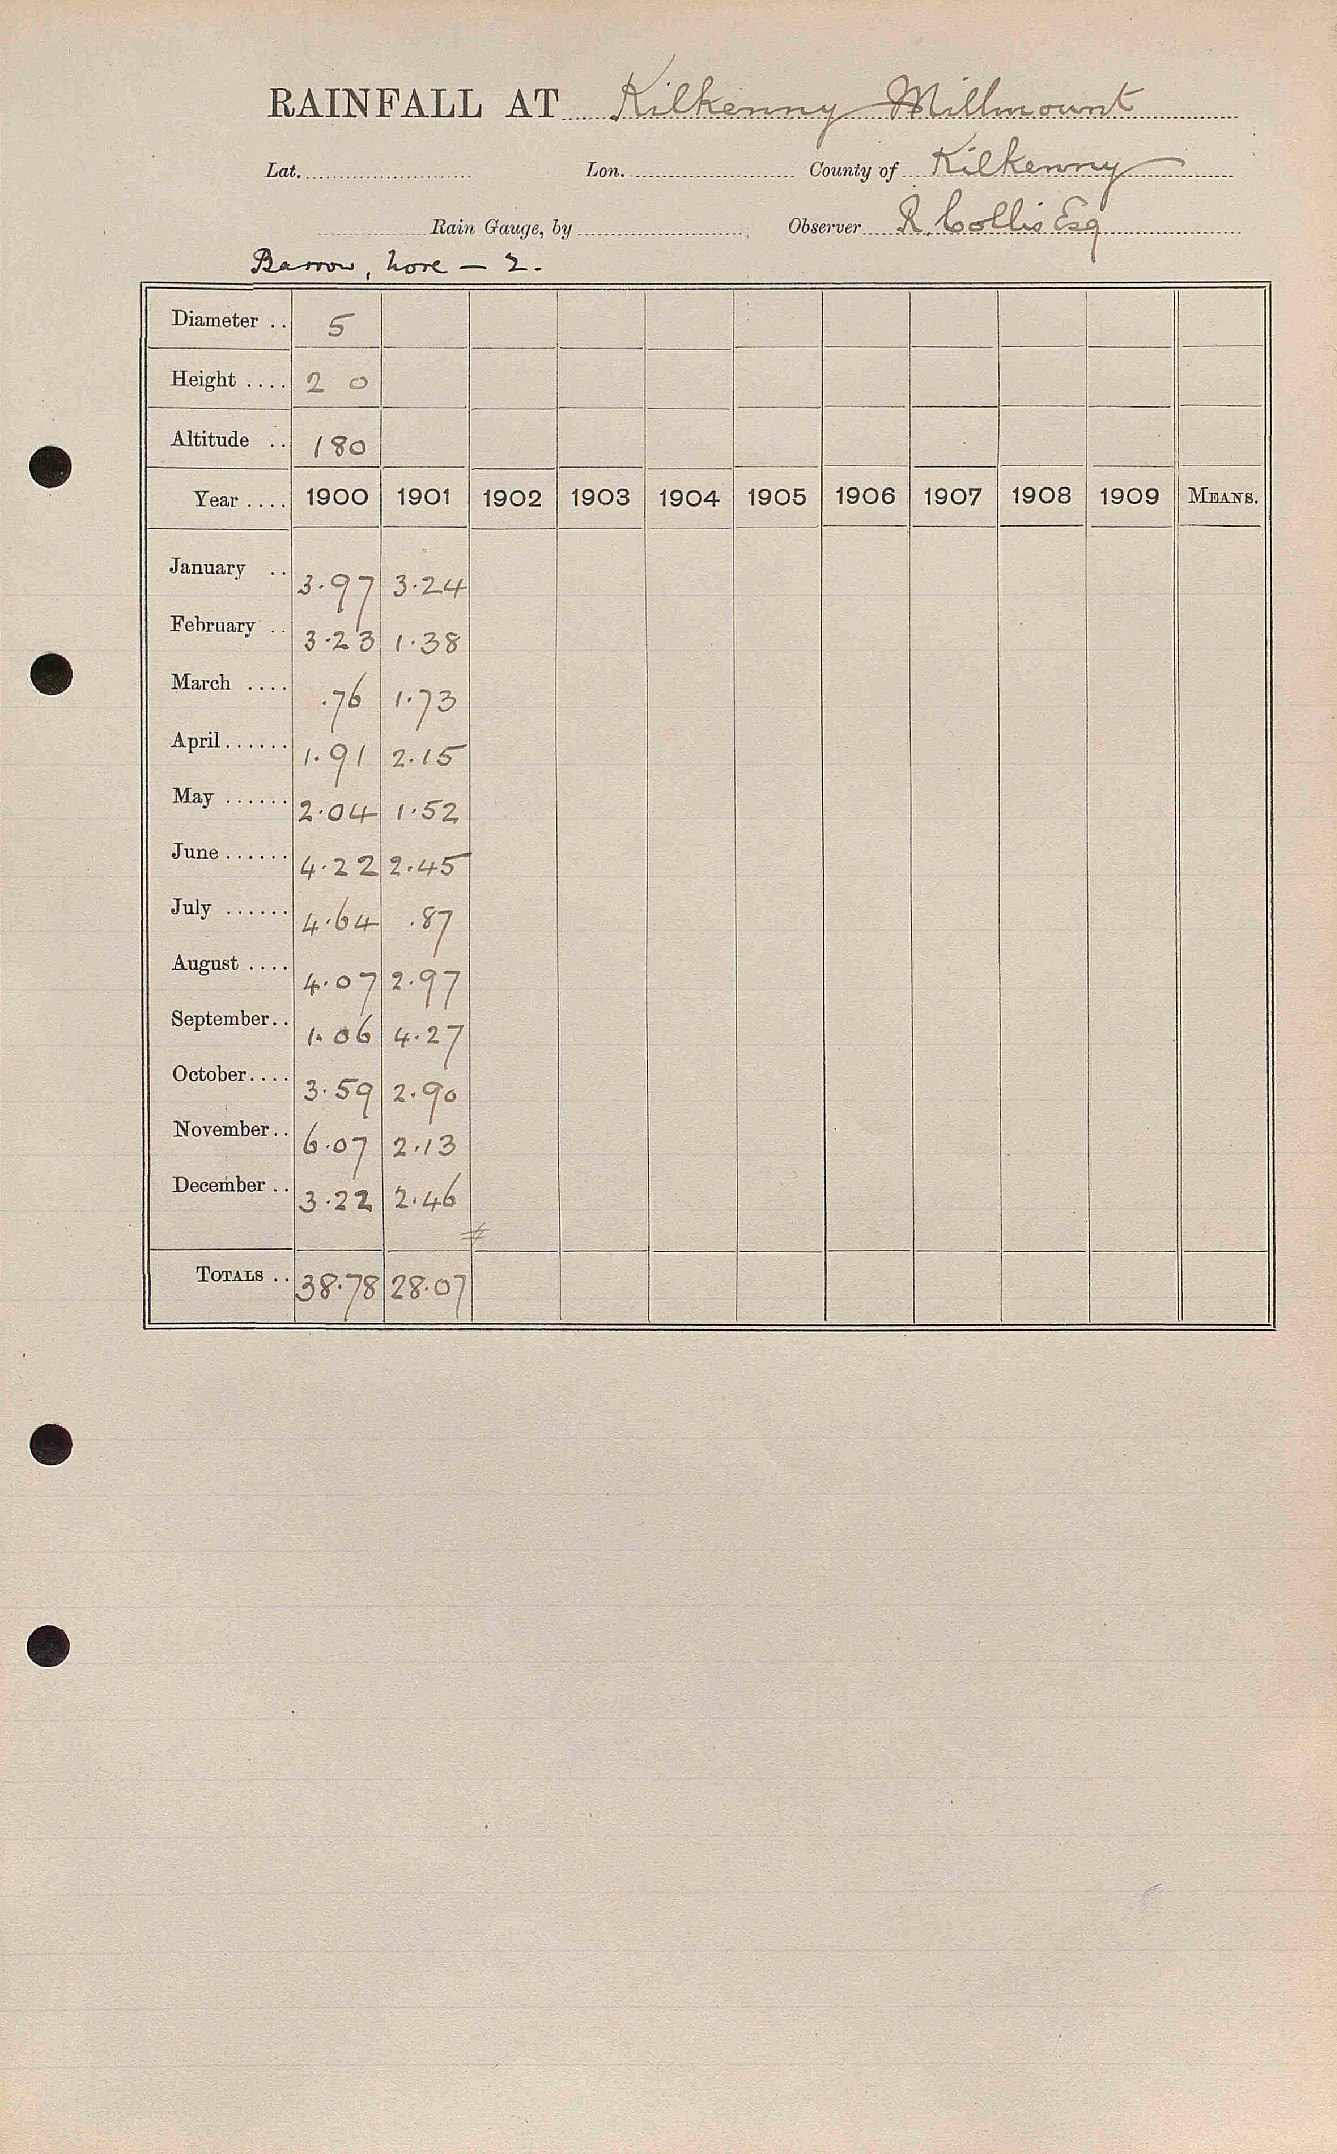 RAINFALL AT Kilkenny Millmount
Lat. Lon. County of Kilkenny
Rain Gauge, by Observer R. Collis Esq
Barrow, Nore — 2.
Diameter .. 5
Height .... 2 0
Altitude .. 180
Year .... 1900 1901 1902 1903 1904 1905 1906 1907 1908 1909 MEANS.
January .. 3.97 3.24
February .. 3.23 1.38
March .... .76 1.73
April ...... 1.91 2.15
May ...... 2.04 1.52
June ...... 4.22 2.45
July ...... 4.64 .87
August .... 4.07 2.97
September .. 1.06 4.27
October .... 3.59 2.90
November .. 6.07 2.13
December .. 3.22 2.46
TOTALS .. 38.78 28.07